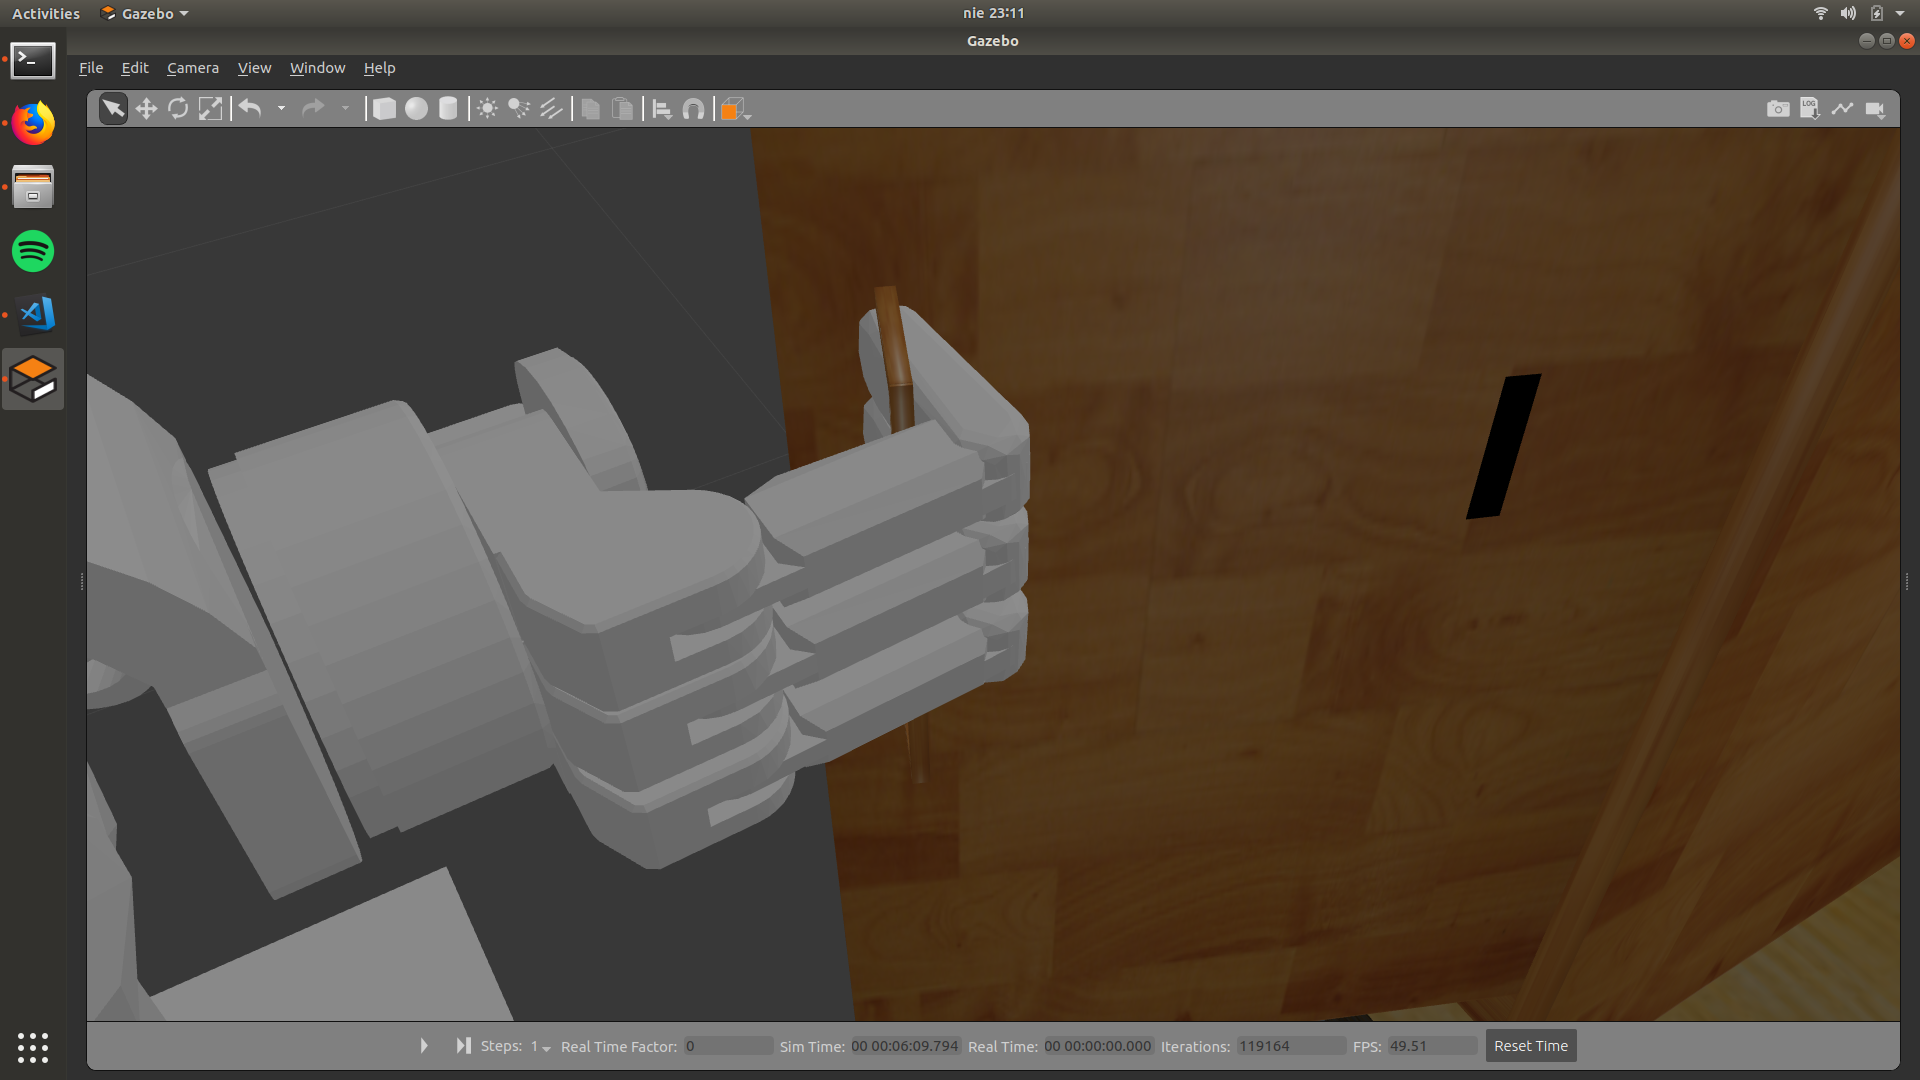 Activities Gazebo nie 23:11
Gazebo
File Edit Camera View Window Help
LOG
Steps: 1 Real Time Factor: 0 Sim Time: 00 00:06:09.794 Real Time: 00 00:00:00.000 Iterations: 119164 FPS: 49.51 Reset Time